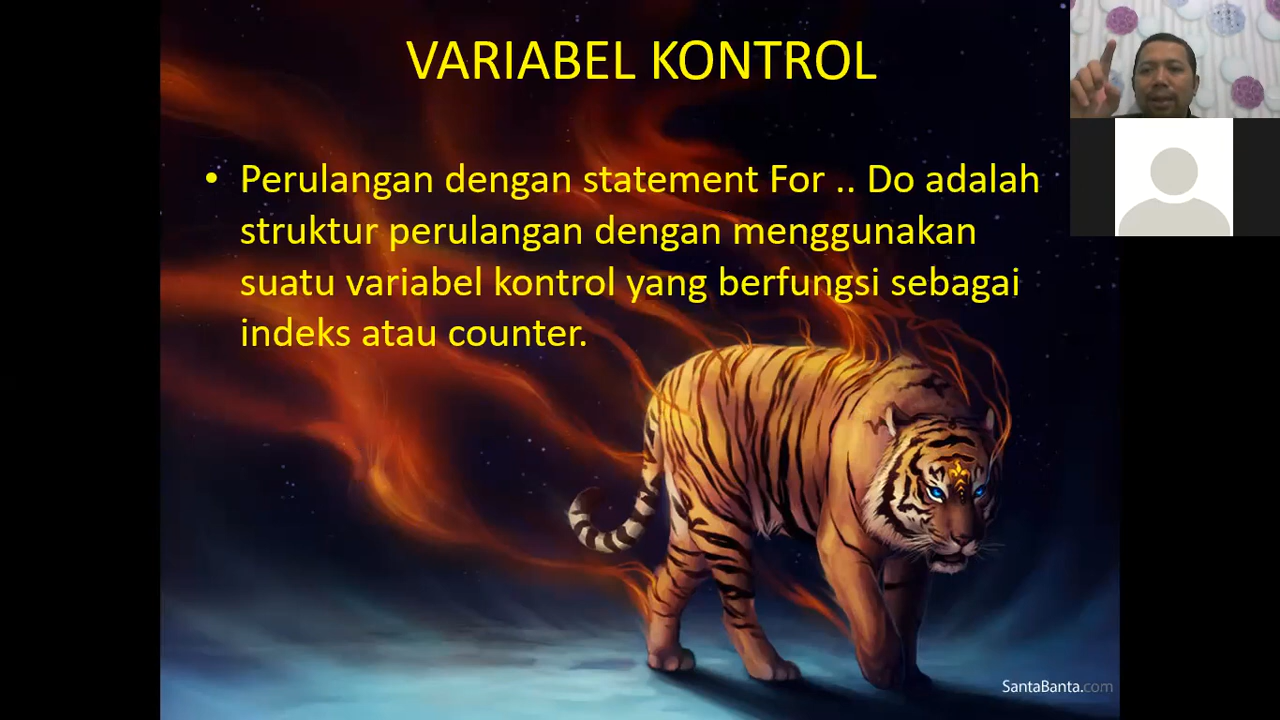 VARIABEL KONTROL
• Perulangan dengan statement For .. Do adalah
struktur perulangan dengan menggunakan
suatu variabel kontrol yang berfungsi sebagai
indeks atau counter.
SantaBanta.com